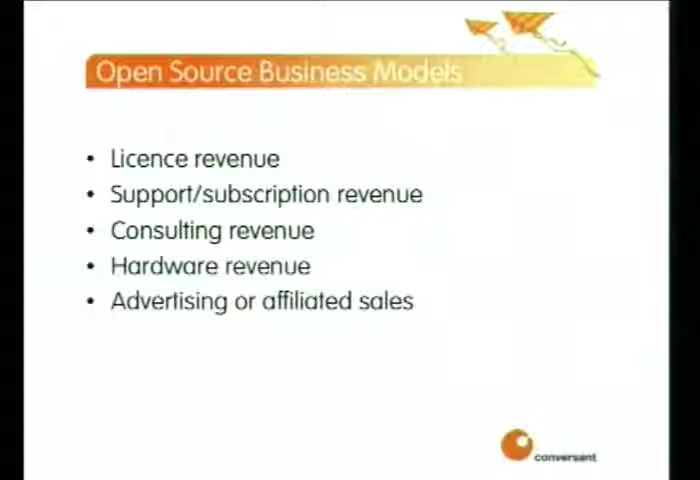 Open Source Business Models
• Licence revenue
• Support/subscription revenue
• Consulting revenue
• Hardware revenue
• Advertising or affiliated sales
conversant